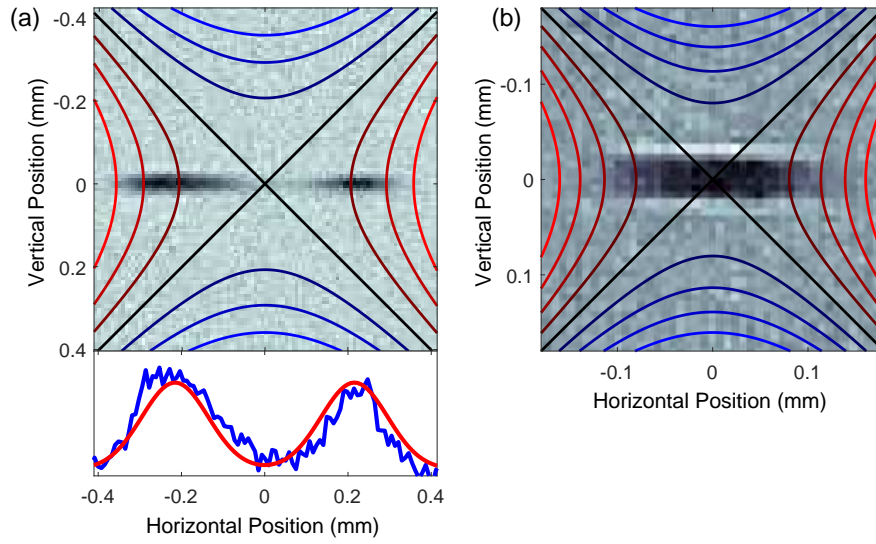 (a)
-0.4
-0.2
0
0.2
0.4
Vertical Position (mm)
-0.4
-0.2
0
0.2
0.4
Horizontal Position (mm)
(b)
-0.1
0
0.1
Vertical Position (mm)
-0.1
0
0.1
Horizontal Position (mm)